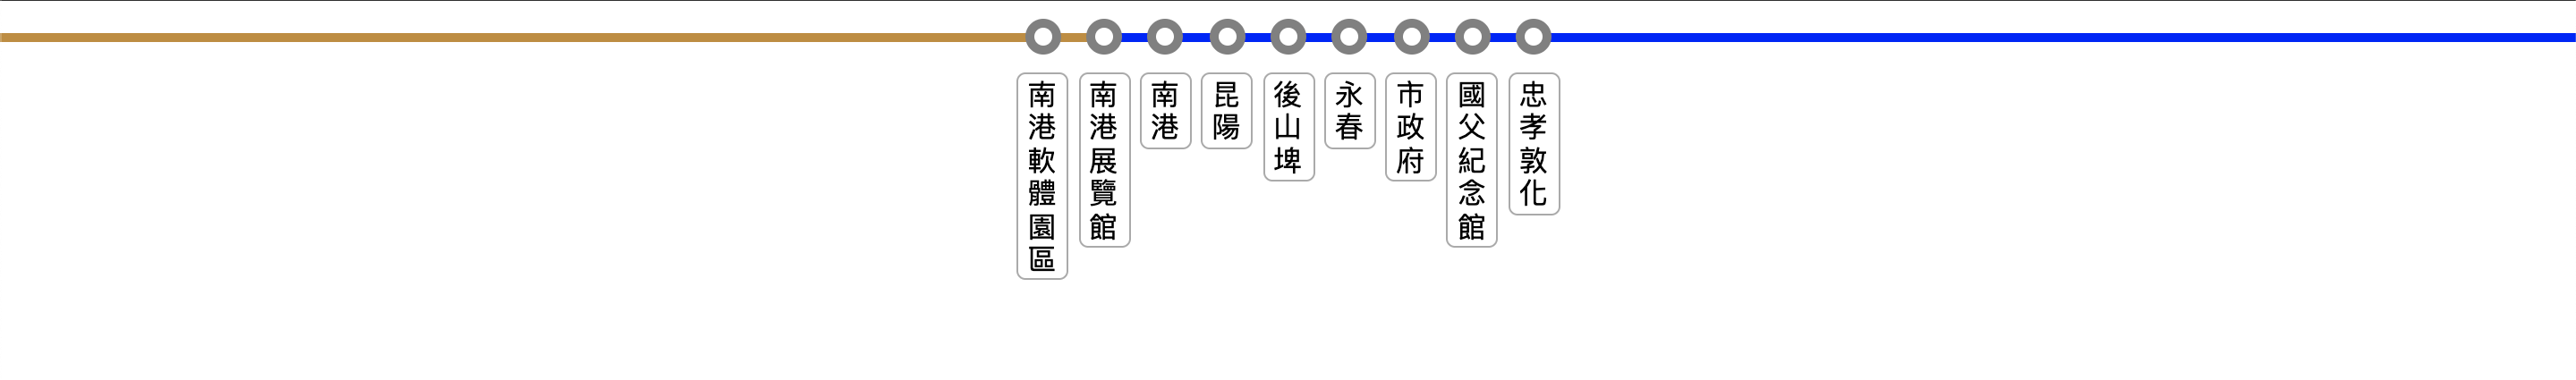 南港軟體園區
南港展覽館
南港
昆陽
後山埤
永春
市政府
國父紀念館
忠孝敦化